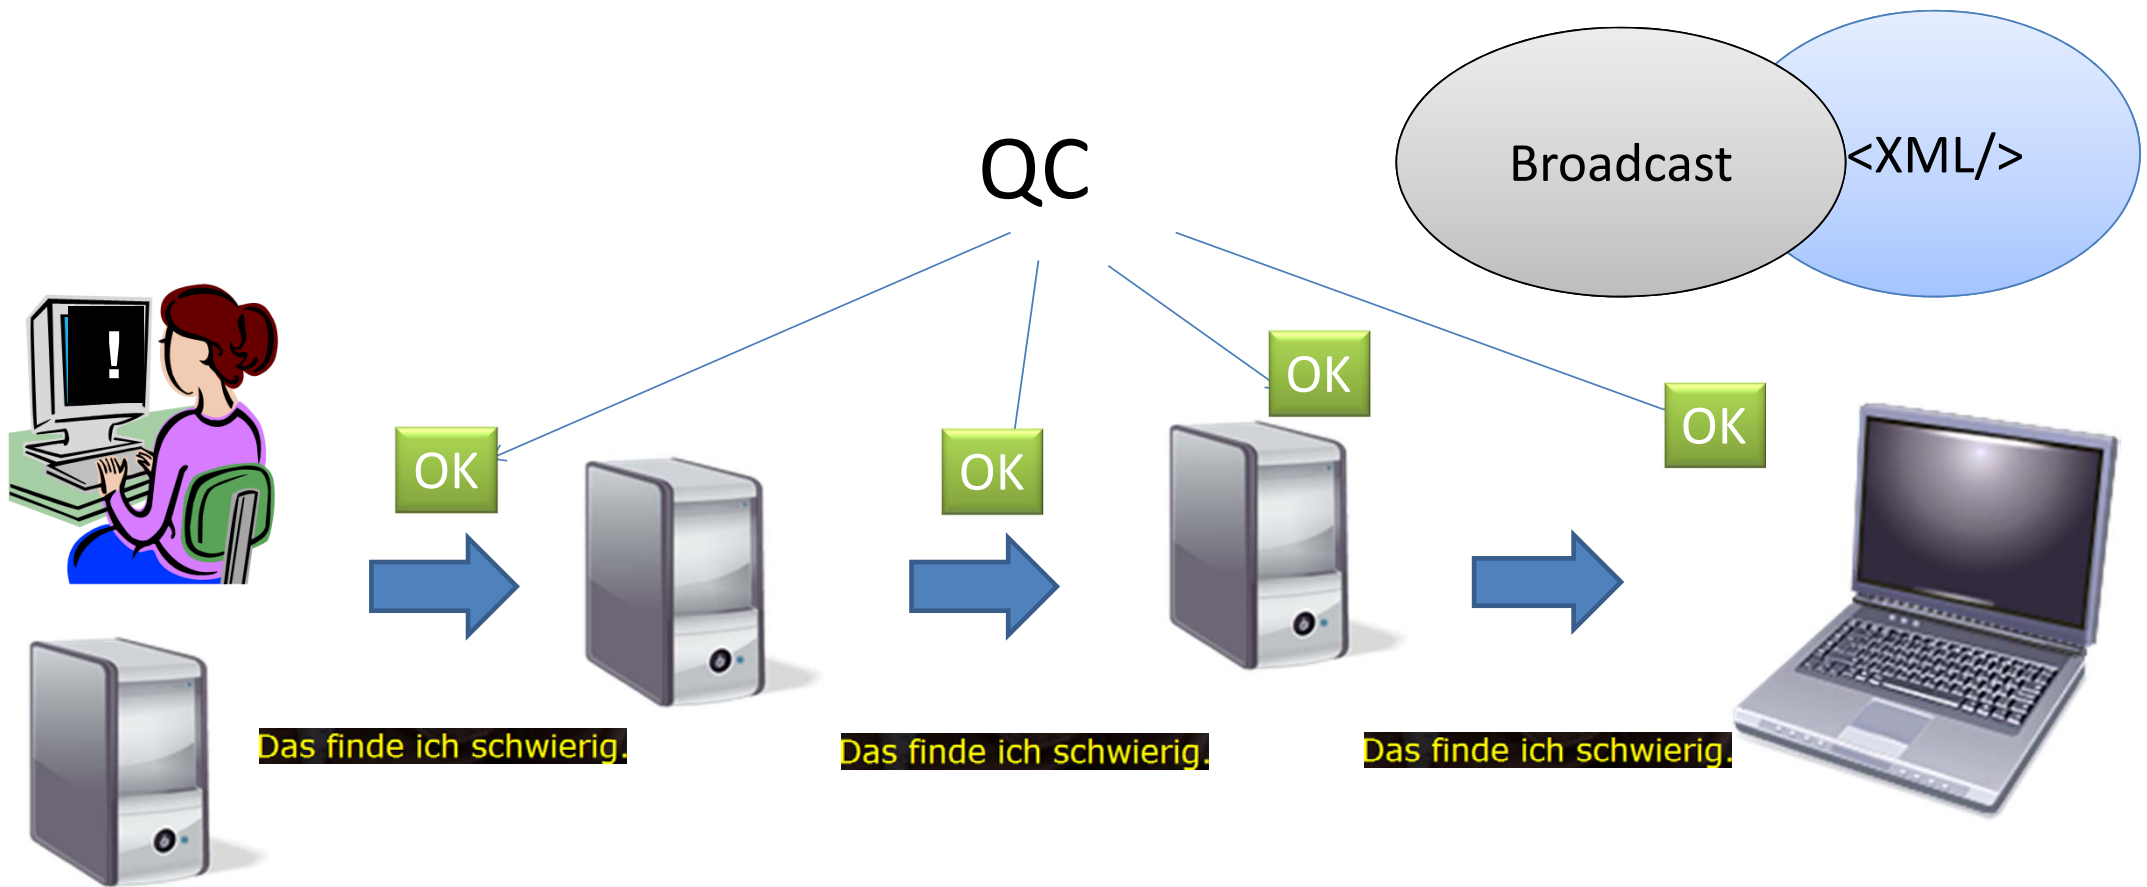 QC
Broadcast
<XML/>
!
OK
OK
OK
OK
Das finde ich schwierig.
Das finde ich schwierig.
Das finde ich schwierig.